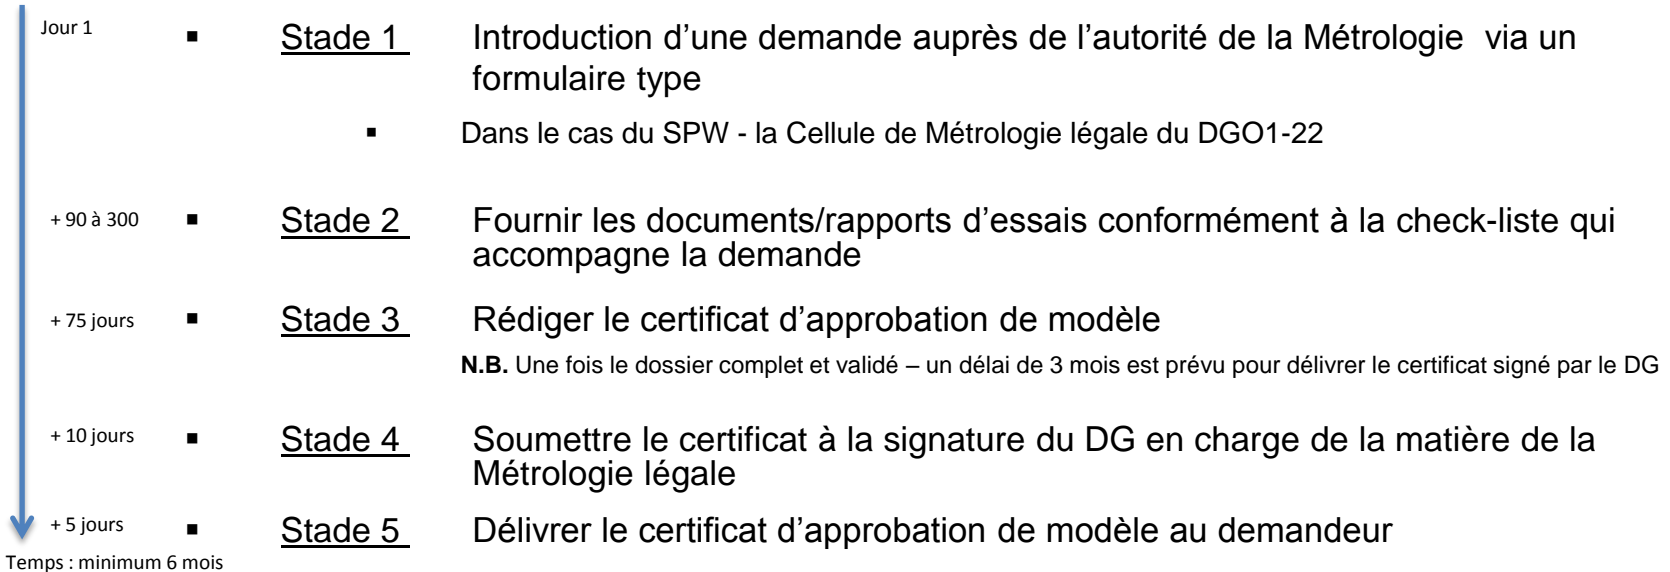 Jour 1
▪ Stade 1 Introduction d’une demande auprès de l’autorité de la Métrologie via un
formulaire type
▪ Dans le cas du SPW - la Cellule de Métrologie légale du DGO1-22
+ 90 à 300 ▪ Stade 2 Fournir les documents/rapports d’essais conformément à la check-liste qui
accompagne la demande
+ 75 jours ▪ Stade 3 Rédiger le certificat d’approbation de modèle
N.B. Une fois le dossier complet et validé – un délai de 3 mois est prévu pour délivrer le certificat signé par le DG
+ 10 jours ▪ Stade 4 Soumettre le certificat à la signature du DG en charge de la matière de la
Métrologie légale
+ 5 jours ▪ Stade 5 Délivrer le certificat d’approbation de modèle au demandeur
Temps : minimum 6 mois